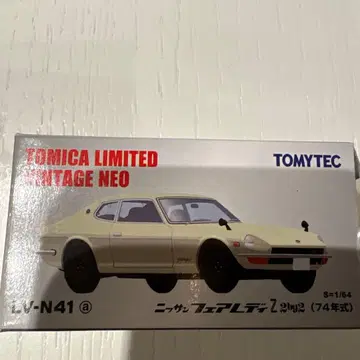 TOMICA LIMITED
VINTAGE NEO
TOMYTEC
S=1/64
LV-N41 ⓐ
ニッサン フェアレディZ 2by2 (74年式)